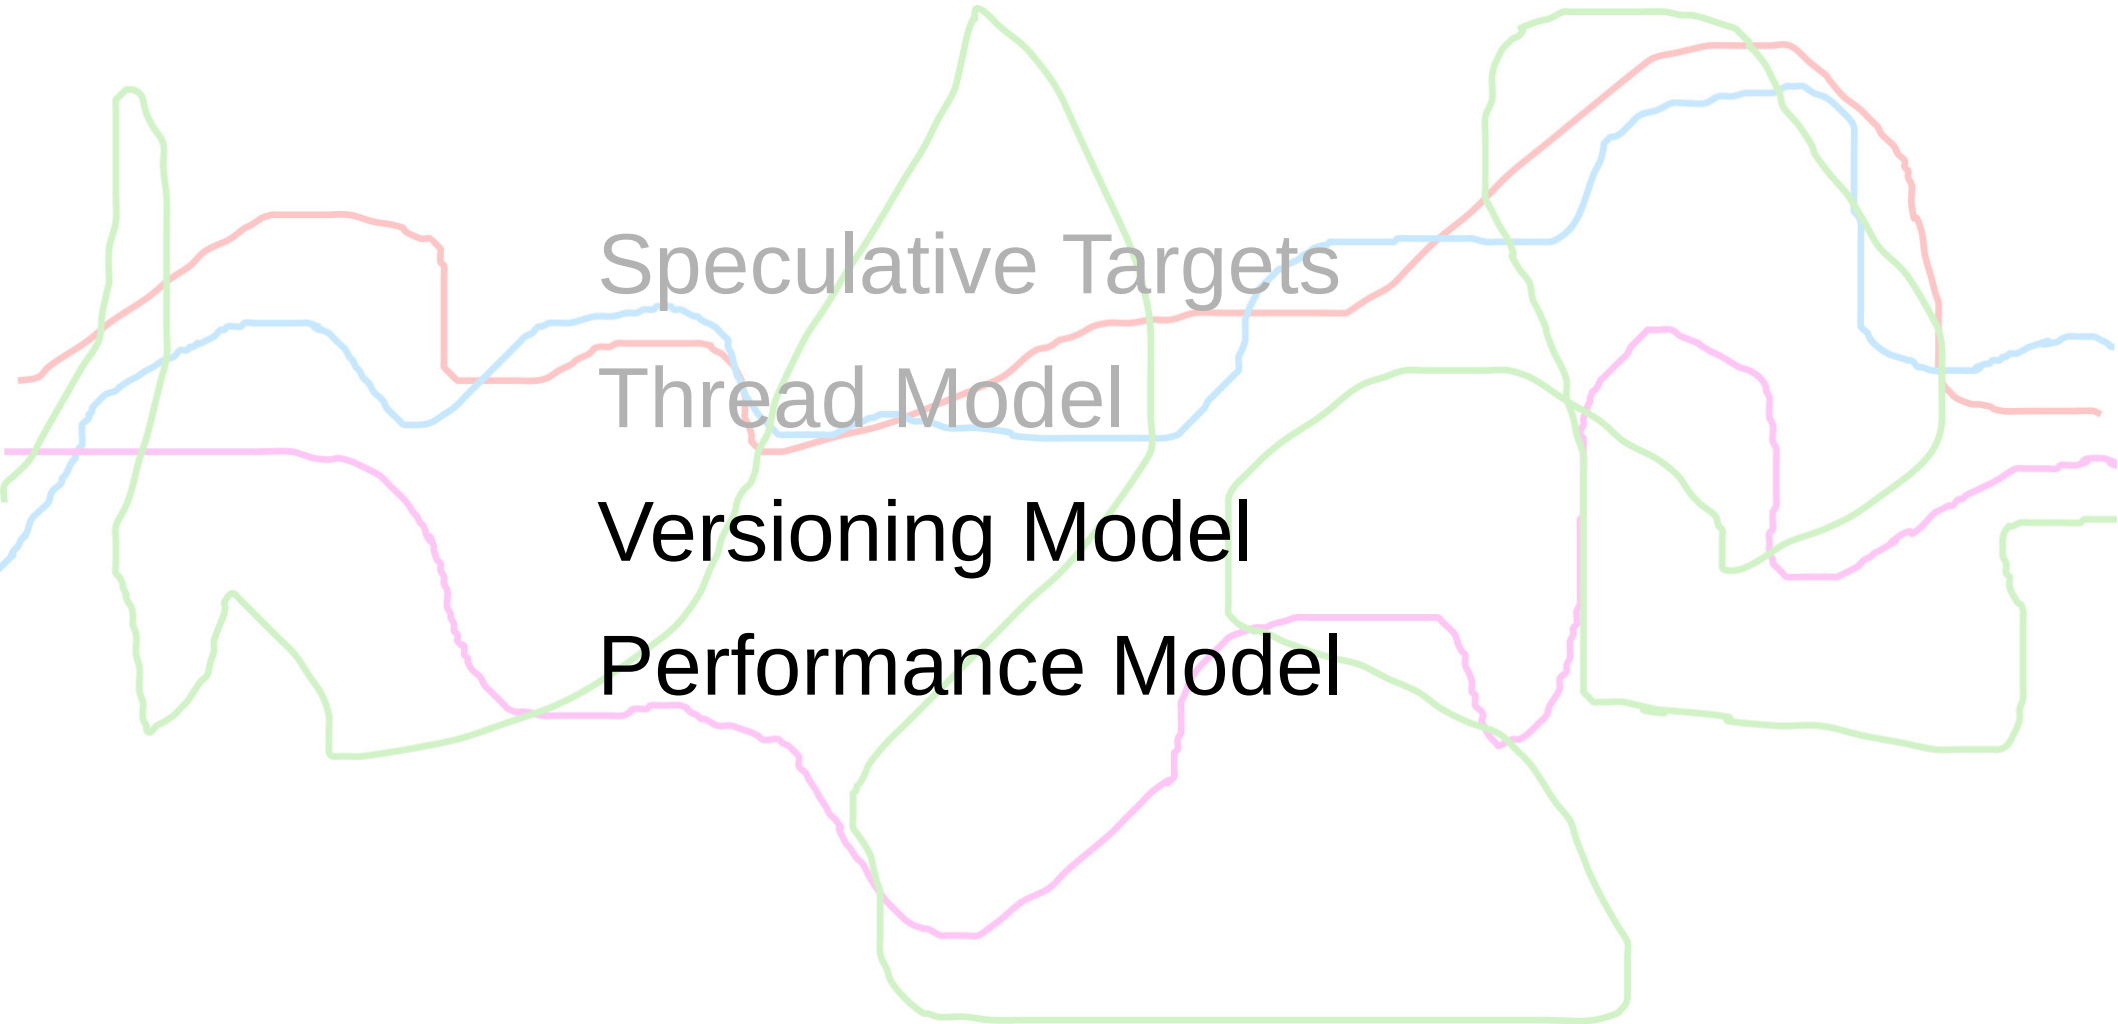 Speculative Targets
Thread Model
Versioning Model
Performance Model